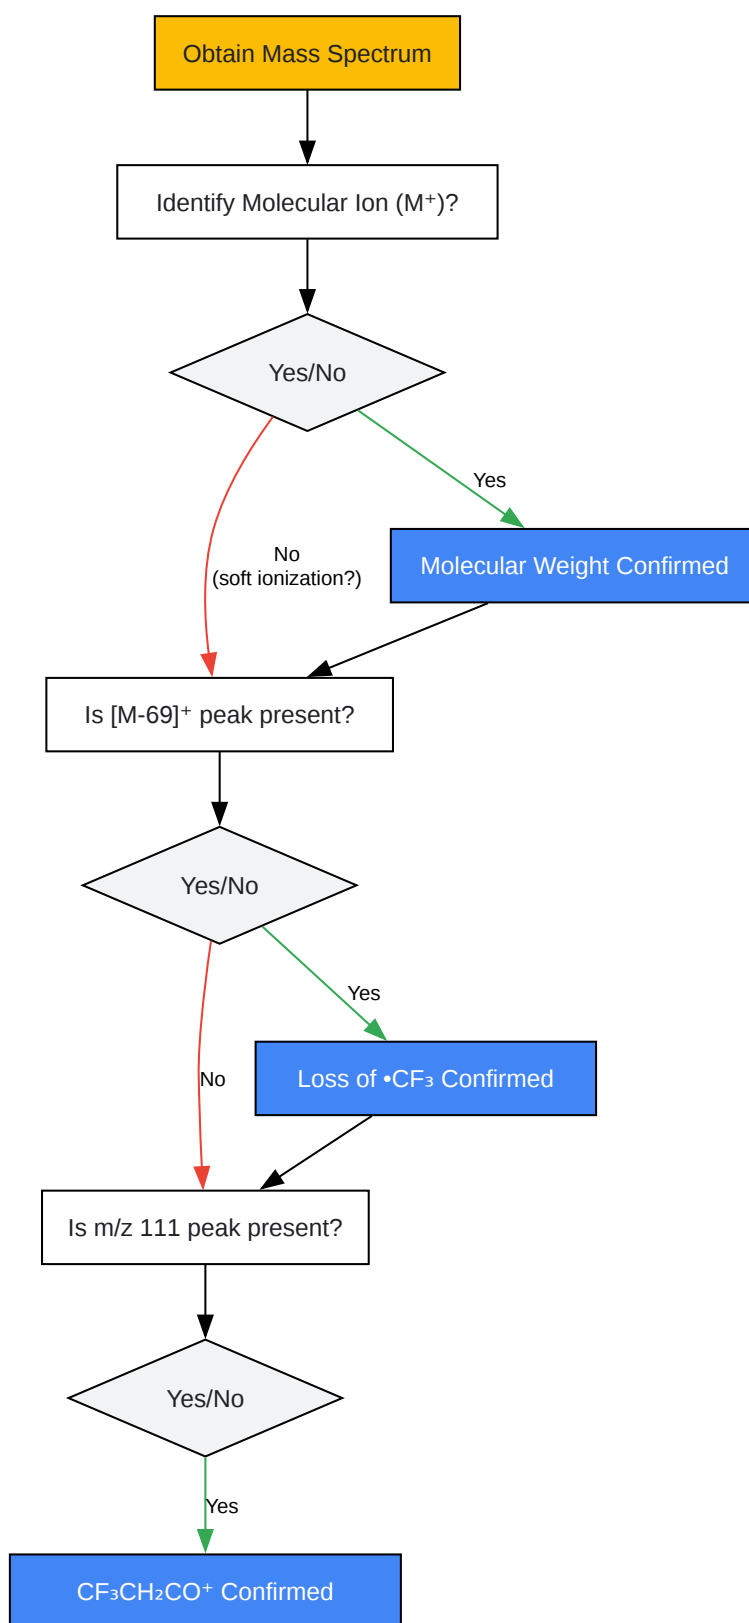 Obtain Mass Spectrum
Identify Molecular Ion (M⁺)?
Yes/No
Yes
No
(soft ionization?)
Molecular Weight Confirmed
Is [M-69]⁺ peak present?
Yes/No
Yes
No
Loss of •CF₃ Confirmed
Is m/z 111 peak present?
Yes/No
Yes
CF₃CH₂CO⁺ Confirmed